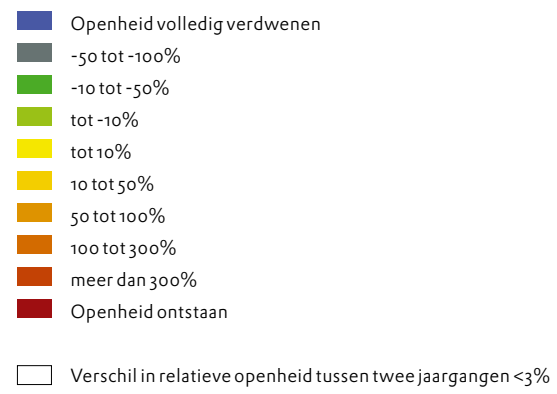 Openheid volledig verdwenen
-50 tot -100%
-10 tot -50%
tot -10%
tot 10%
10 tot 50%
50 tot 100%
100 tot 300%
meer dan 300%
Openheid ontstaan
Verschil in relatieve openheid tussen twee jaargangen <3%